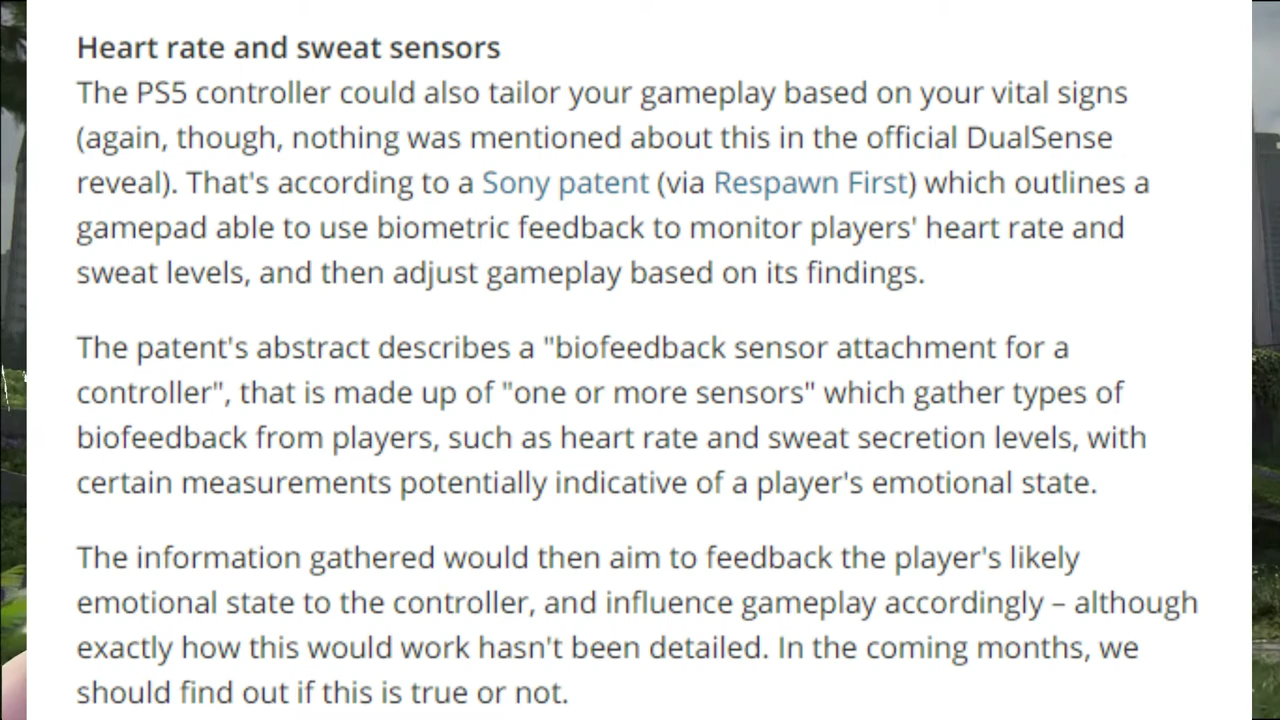 Heart rate and sweat sensors
The PS5 controller could also tailor your gameplay based on your vital signs
(again, though, nothing was mentioned about this in the official DualSense
reveal). That's according to a Sony patent (via Respawn First) which outlines a
gamepad able to use biometric feedback to monitor players' heart rate and
sweat levels, and then adjust gameplay based on its findings.
The patent's abstract describes a "biofeedback sensor attachment for a
controller", that is made up of "one or more sensors" which gather types of
biofeedback from players, such as heart rate and sweat secretion levels, with
certain measurements potentially indicative of a player's emotional state.
The information gathered would then aim to feedback the player's likely
emotional state to the controller, and influence gameplay accordingly – although
exactly how this would work hasn't been detailed. In the coming months, we
should find out if this is true or not.